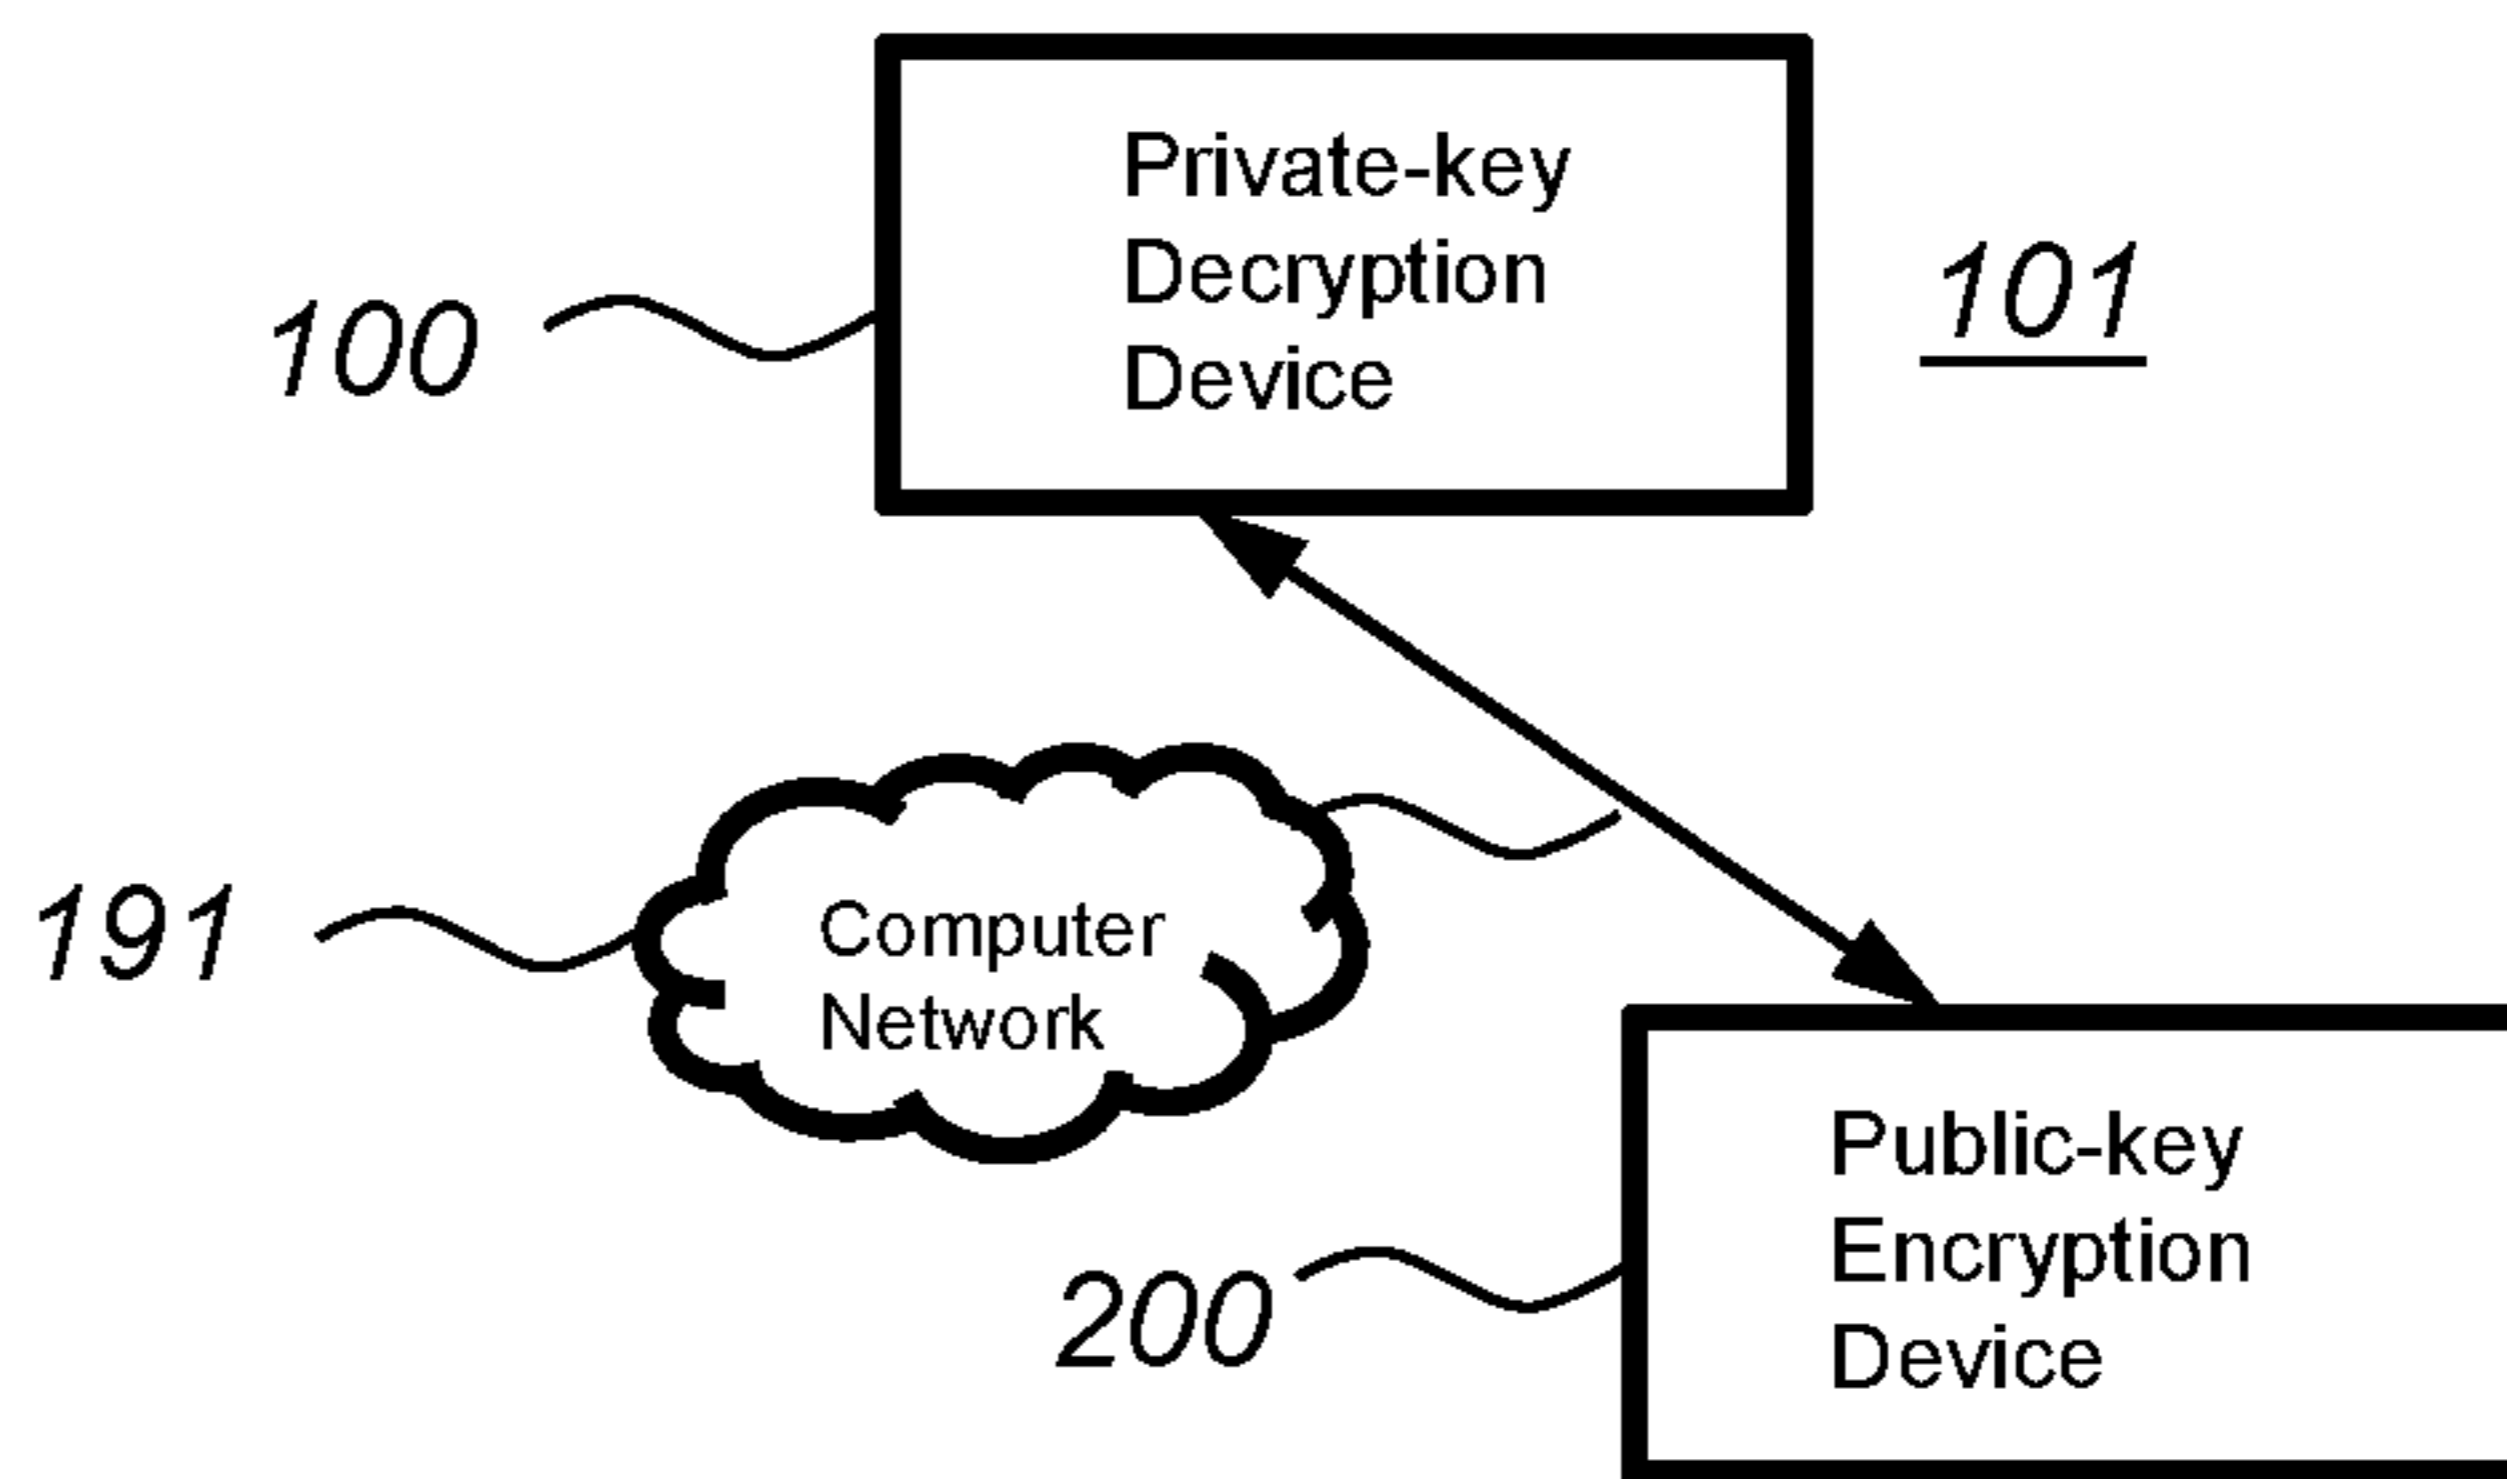 Private-key
Decryption
Device
101
100
191
Computer
Network
200
Public-key
Encryption
Device